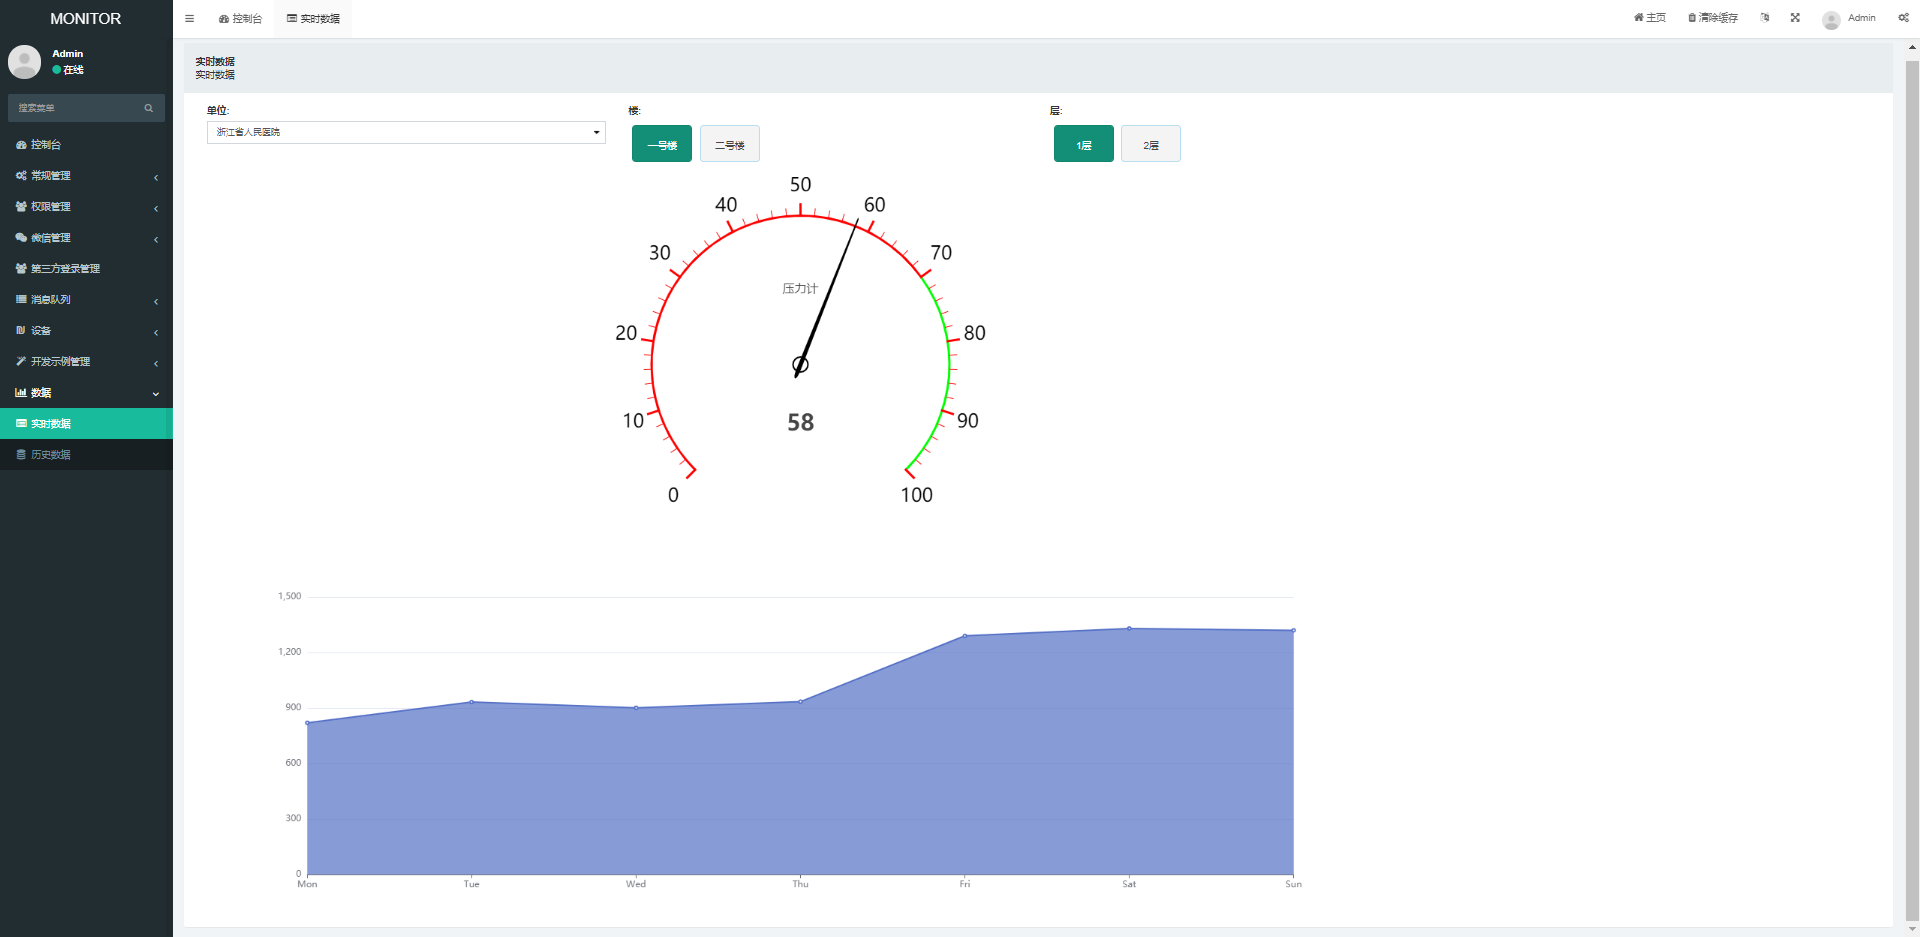 MONITOR
控制台
实时数据
主页
清除缓存
Admin
Admin
在线
搜索菜单
控制台
常规管理
权限管理
微信管理
第三方登录管理
消息队列
设备
开发示例管理
数据
实时数据
历史数据
实时数据
实时数据
单位:
浙江省人民医院
楼:
一号楼
二号楼
层:
1层
2层
0
10
20
30
40
50
60
70
80
90
100
压力计
58
1,500
1,200
900
600
300
0
Mon
Tue
Wed
Thu
Fri
Sat
Sun